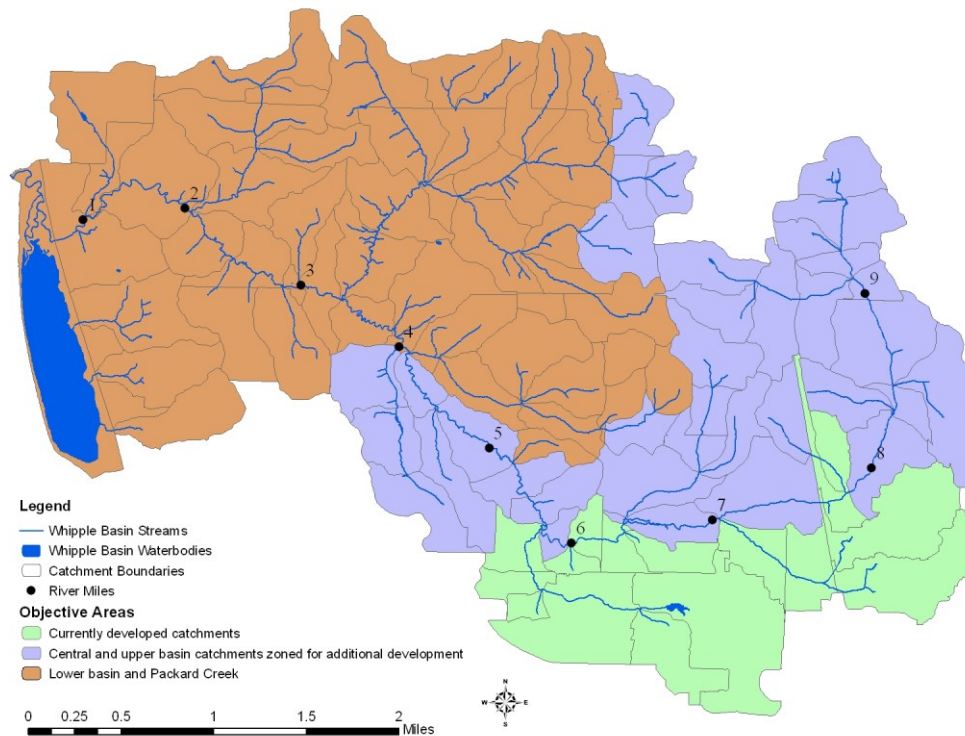 1
2
3
4
5
6
7
8
9
Legend
Whipple Basin Streams
Whipple Basin Waterbodies
Catchment Boundaries
River Miles
Objective Areas
Currently developed catchments
Central and upper basin catchments zoned for additional development
Lower basin and Packard Creek
N
W E
S
0 0.25 0.5 1 1.5 2
Miles